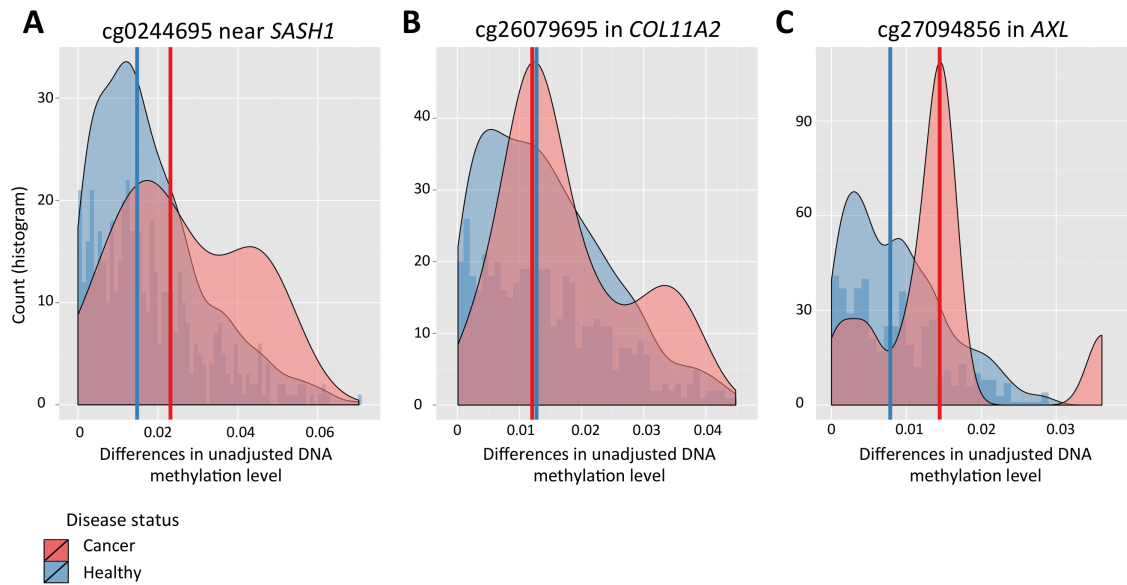 A
cg0244695 near SASH1
Count (histogram)
30
20
10
0
0
0.02
0.04
0.06
Differences in unadjusted DNA
methylation level
B
cg26079695 in COL11A2
40
30
20
10
0
0
0.01
0.02
0.03
0.04
Differences in unadjusted DNA
methylation level
C
cg27094856 in AXL
90
60
30
0
0
0.01
0.02
0.03
Differences in unadjusted DNA
methylation level
Disease status
Cancer
Healthy